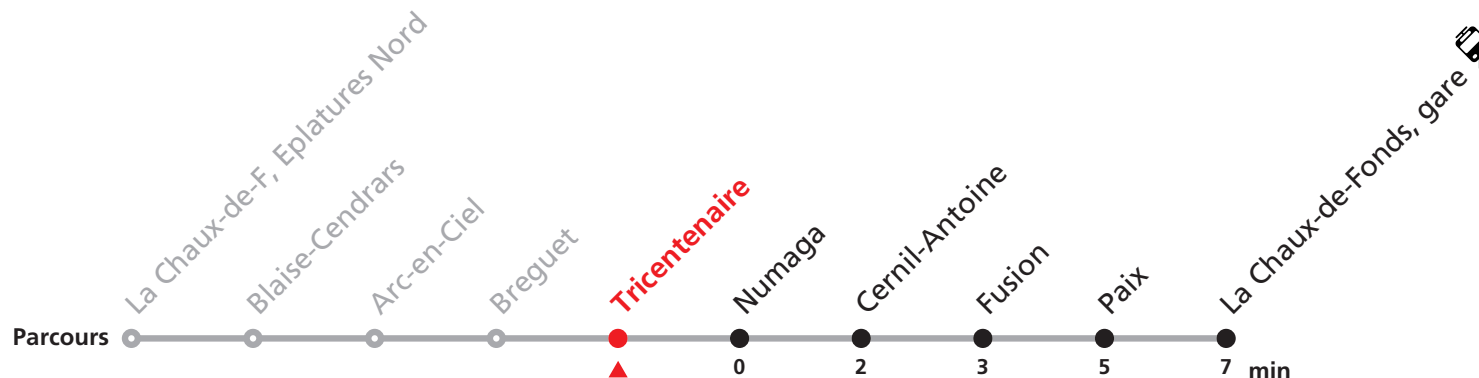 La Chaux-de-F, Eplatures Nord
Blaise-Cendrars
Arc-en-Ciel
Breguet
Tricentenaire
Numaga
Cernil-Antoine
Fusion
Paix
La Chaux-de-Fonds, gare
Parcours
0 2 3 5 7 min